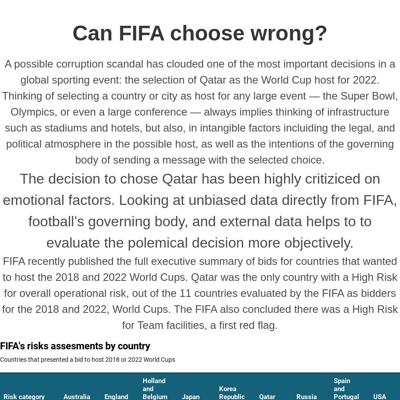 Can FIFA choose wrong?
A possible corruption scandal has clouded one of the most important decisions in a
global sporting event: the selection of Qatar as the World Cup host for 2022.
Thinking of selecting a country or city as host for any large event — the Super Bowl,
Olympics, or even a large conference — always implies thinking of infrastructure
such as stadiums and hotels, but also, in intangible factors incluiding the legal, and
political atmosphere in the possible host, as well as the intentions of the governing
body of sending a message with the selected choice.
The decision to chose Qatar has been highly critiziced on
emotional factors. Looking at unbiased data directly from FIFA,
football's governing body, and external data helps to to
evaluate the polemical decision more objectively.
FIFA recently published the full executive summary of bids for countries that wanted
to host the 2018 and 2022 World Cups. Qatar was the only country with a High Risk
for overall operational risk, out of the 11 countries evaluated by the FIFA as bidders
for the 2018 and 2022 World Cups. The FIFA also concluded there was a High Risk
for Team facilities, a first red flag.
FIFA's risks assesments by country
Countries that presented a bid to host 2018 or 2022 World Cups
Risk category Australia England Holland and Belgium Japan Korea Republic Qatar Russia Spain and Portugal USA